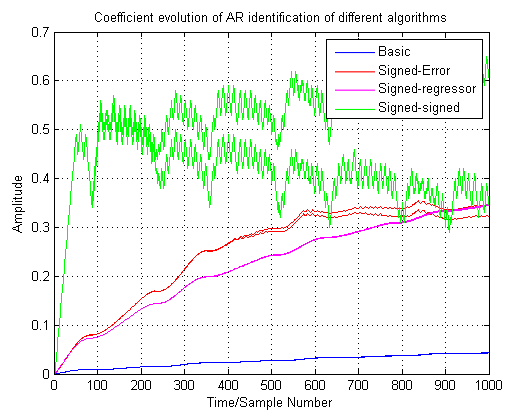 Coefficient evolution of AR identification of different algorithms
0.7
0.6
0.5
0.4
0.3
0.2
0.1
0
Amplitude
Basic
Signed-Error
Signed-regressor
Signed-signed
0 100 200 300 400 500 600 700 800 900 1000
Time/Sample Number